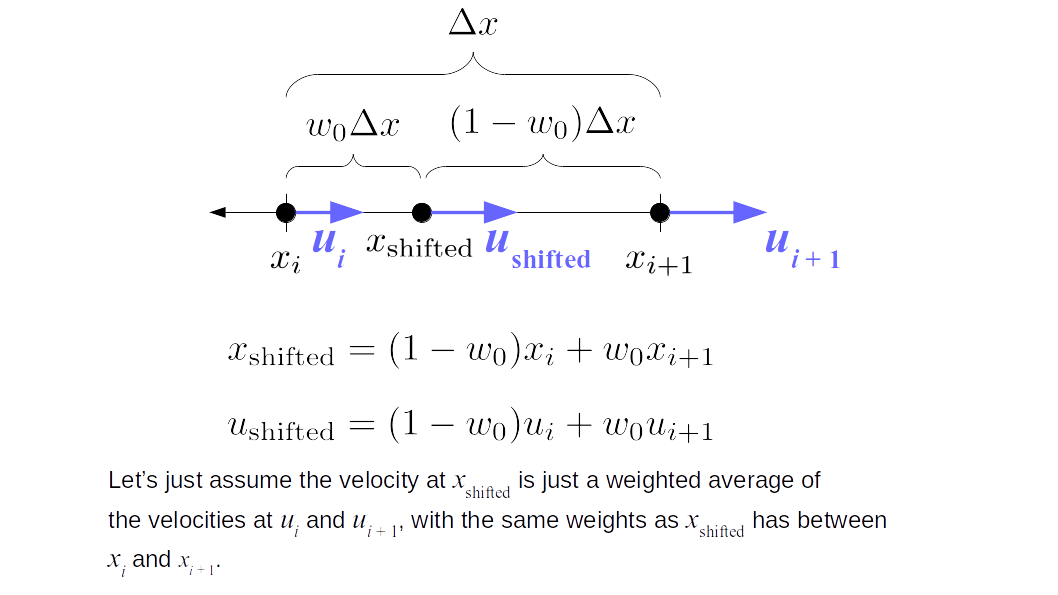 Δx
w₀Δx (1 − w₀)Δx
xᵢ uᵢ x_shifted u_shifted xᵢ₊₁ uᵢ₊₁
x_shifted = (1 − w₀)xᵢ + w₀xᵢ₊₁
u_shifted = (1 − w₀)uᵢ + w₀uᵢ₊₁
Let’s just assume the velocity at x_shifted is just a weighted average of
the velocities at uᵢ and uᵢ₊₁, with the same weights as x_shifted has between
xᵢ and xᵢ₊₁.